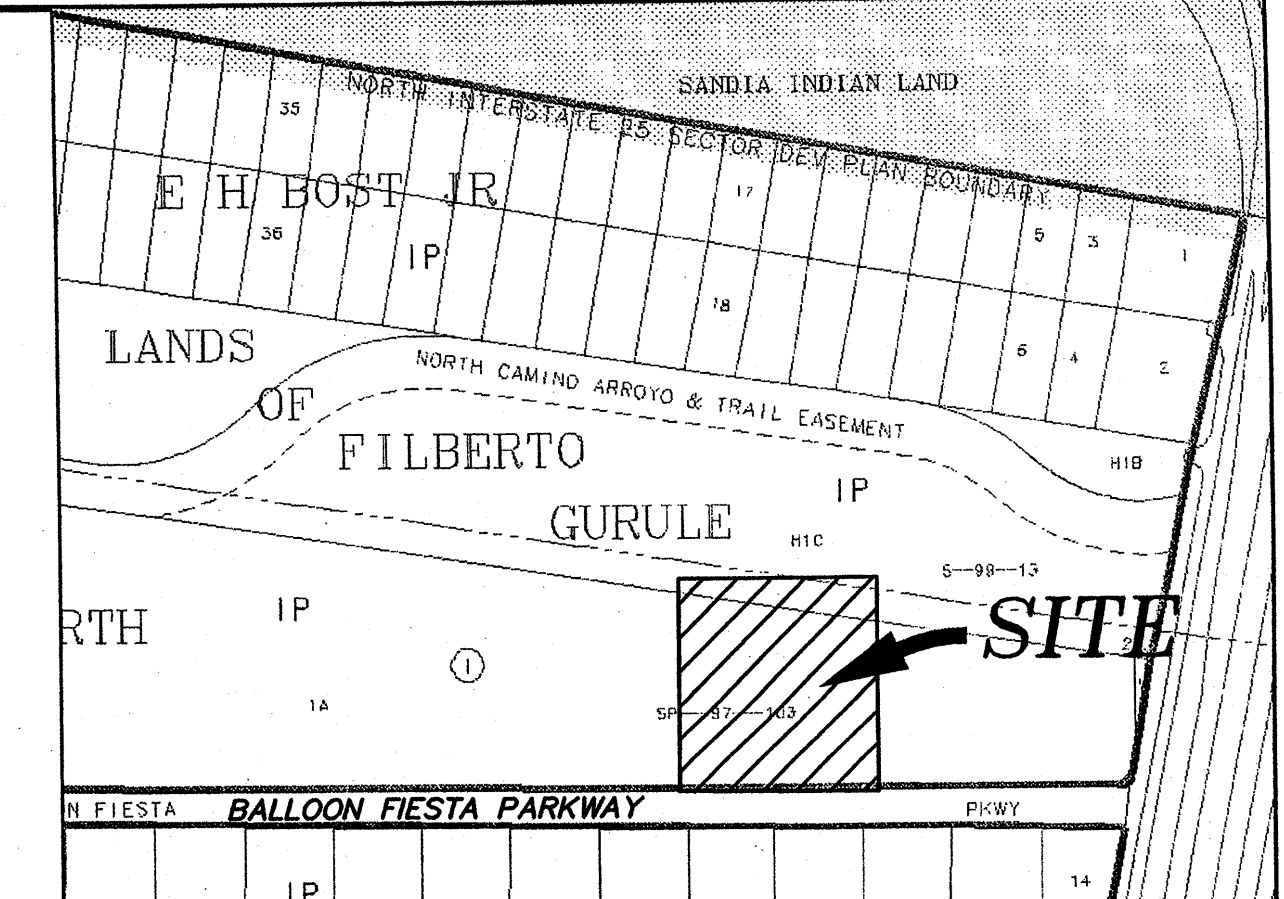 SANDIA INDIAN LAND
NORTH INTERSTATE 25 SECTOR DEV. PLAN BOUNDARY
35
17
E H BOST JR
36
IP
5
3
1
18
LANDS
6
4
2
NORTH CAMINO ARROYO & TRAIL EASEMENT
OF
FILBERTO
H1B
IP
GURULE
H1C
S--99--13
IP
RTH
SITE
2
1
1A
SP--97--103
N FIESTA
BALLOON FIESTA PARKWAY
PKWY
14
IP